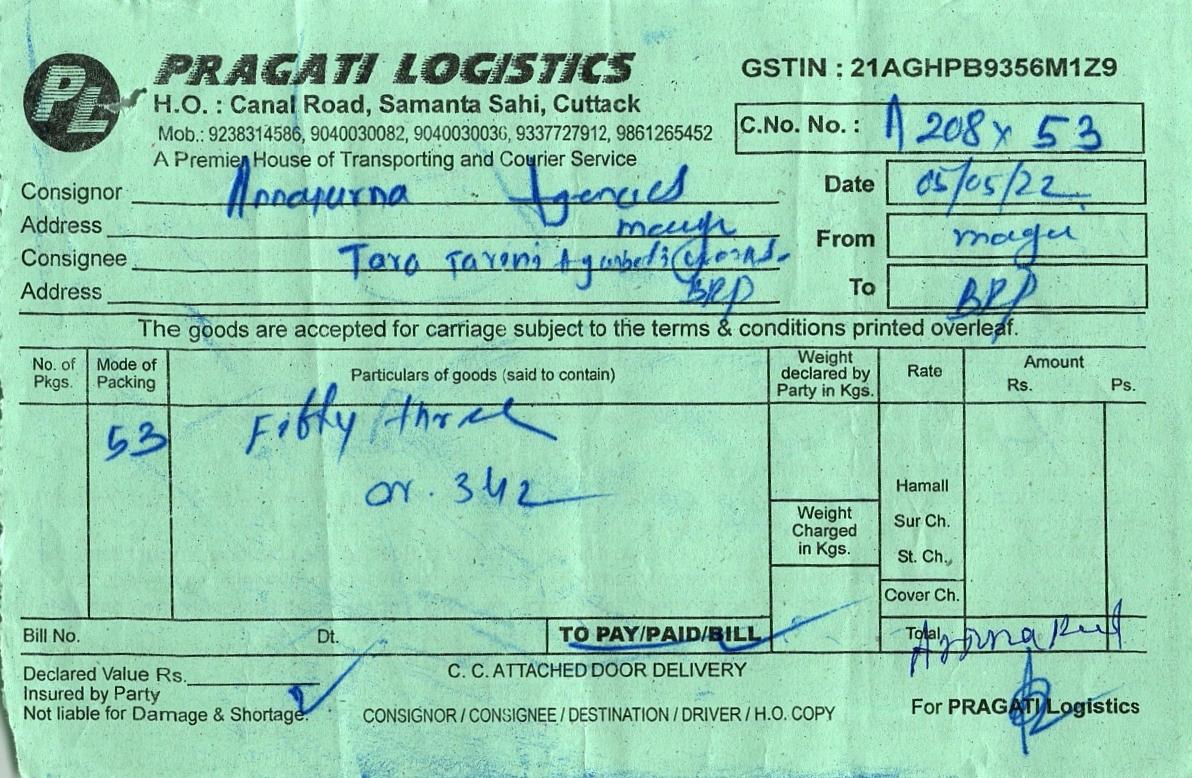 PL
PRAGATI LOGISTICS
GSTIN : 21AGHPB9356M1Z9
H.O. : Canal Road, Samanta Sahi, Cuttack
Mob.: 9238314586, 9040030082, 9040030036, 9337727912, 9861265452
A Premier House of Transporting and Courier Service
C.No. No. : A 208 x 53
Consignor Annapurna Agencies
Date 05/05/22
Address
From
Consignee Tara Tarini Agarbati
Address BRP
To BRP
The goods are accepted for carriage subject to the terms & conditions printed overleaf.
No. of Pkgs. Mode of Packing Particulars of goods (said to contain) Weight declared by Party in Kgs. Rate Amount Rs. Ps.
53 Fifty three
342
Hamall
Weight Charged in Kgs.
Sur Ch.
St. Ch.
Cover Ch.
Bill No. Dt. TO PAY/PAID/BILL Total
Declared Value Rs. C. C. ATTACHED DOOR DELIVERY
Insured by Party
Not liable for Damage & Shortage. CONSIGNOR / CONSIGNEE / DESTINATION / DRIVER / H.O. COPY For PRAGATI Logistics